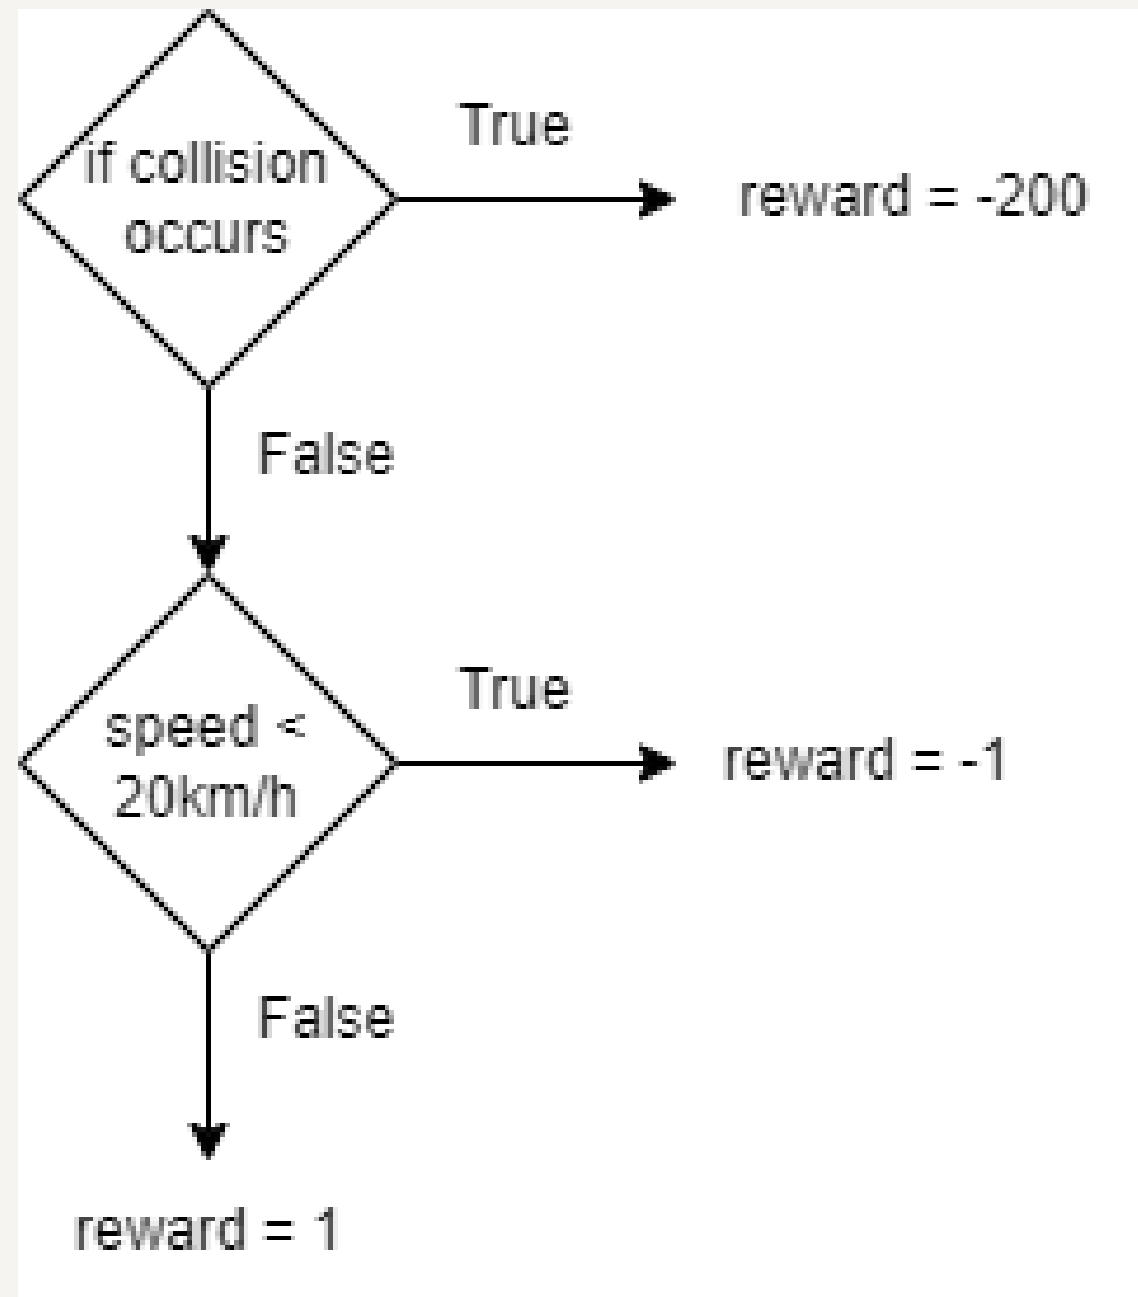 if collision
occurs
True
reward = -200
False
speed <
20km/h
True
reward = -1
False
reward = 1